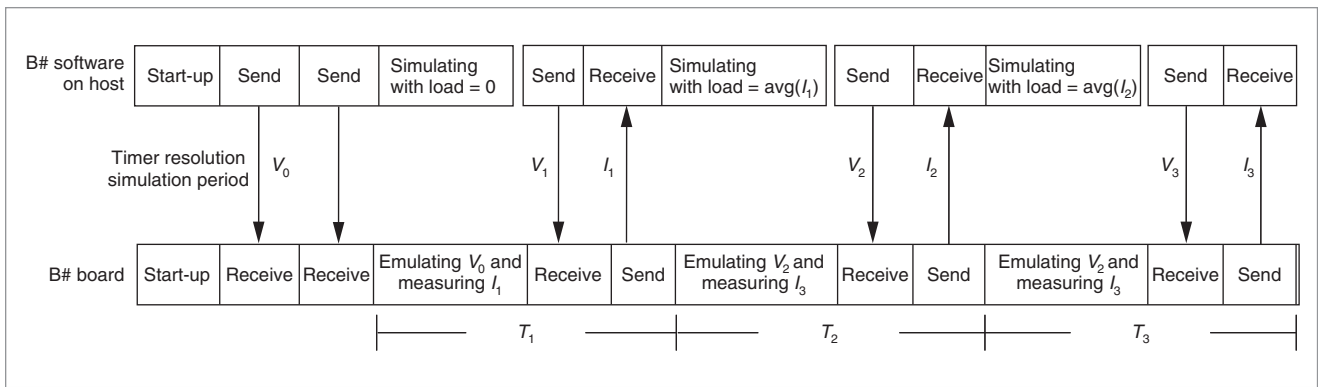 B# software
on host
Start-up
Send
Send
Simulating
with load = 0
Send
Receive
Simulating
with load = avg(I₁)
Send
Receive
Simulating
with load = avg(I₂)
Send
Receive
Timer resolution
simulation period
V₀
V₁
I₁
V₂
I₂
V₃
I₃
B# board
Start-up
Receive
Receive
Emulating V₀ and
measuring I₁
Receive
Send
Emulating V₂ and
measuring I₃
Receive
Send
Emulating V₂ and
measuring I₃
Receive
Send
T₁
T₂
T₃